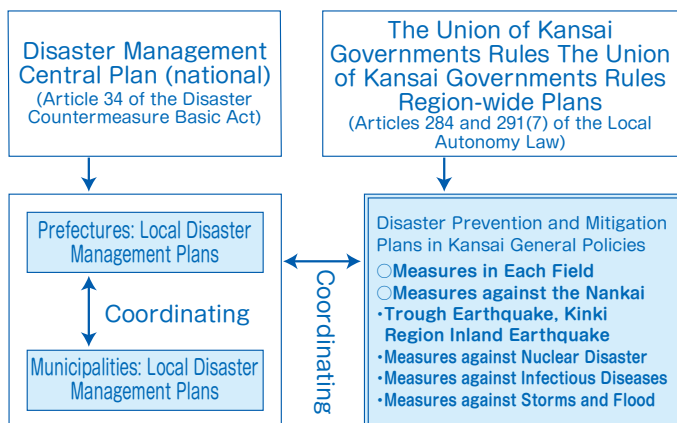 Disaster Management
Central Plan (national)
(Article 34 of the Disaster
Countermeasure Basic Act)
The Union of Kansai
Governments Rules The Union
of Kansai Governments Rules
Region-wide Plans
(Articles 284 and 291(7) of the Local
Autonomy Law)
Prefectures: Local Disaster
Management Plans
Coordinating
Municipalities: Local Disaster
Management Plans
Coordinating
Disaster Prevention and Mitigation
Plans in Kansai General Policies
○Measures in Each Field
○Measures against the Nankai
・Trough Earthquake, Kinki
Region Inland Earthquake
・Measures against Nuclear Disaster
・Measures against Infectious Diseases
・Measures against Storms and Flood